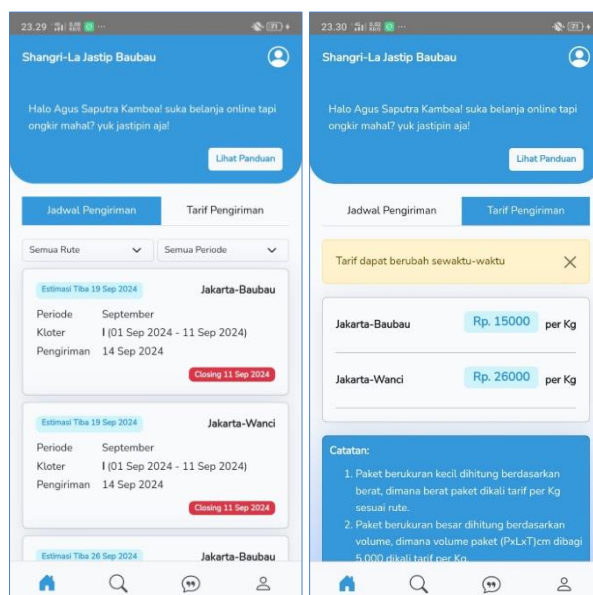 23.29
Shangri-La Jastip Baubau
Halo Agus Saputra Kambea! suka belanja online tapi
ongkir mahal? yuk jastipin aja!
Lihat Panduan
Jadwal Pengiriman Tarif Pengiriman
Semua Rute Semua Periode
Estimasi Tiba 19 Sep 2024 Jakarta-Baubau
Periode September
Kloter I (01 Sep 2024 - 11 Sep 2024)
Pengiriman 14 Sep 2024
Closing 11 Sep 2024
Estimasi Tiba 19 Sep 2024 Jakarta-Wanci
Periode September
Kloter I (01 Sep 2024 - 11 Sep 2024)
Pengiriman 14 Sep 2024
Closing 11 Sep 2024
Estimasi Tiba 26 Sep 2024 Jakarta-Baubau
23.30
Shangri-La Jastip Baubau
Halo Agus Saputra Kambea! suka belanja online tapi
ongkir mahal? yuk jastipin aja!
Lihat Panduan
Jadwal Pengiriman Tarif Pengiriman
Tarif dapat berubah sewaktu-waktu
Jakarta-Baubau Rp. 15000 per Kg
Jakarta-Wanci Rp. 26000 per Kg
Catatan:
1. Paket berukuran kecil dihitung berdasarkan
berat, dimana berat paket dikali tarif per Kg
sesuai rute.
2. Paket berukuran besar dihitung berdasarkan
volume, dimana volume paket (PxLxT)cm dibagi
5.000 dikali tarif per Kg.